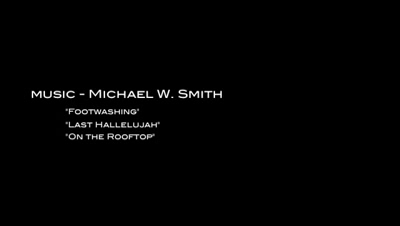 MUSIC - MICHAEL W. SMITH
"FOOTWASHING"
"LAST HALLELUJAH"
"ON THE ROOFTOP"